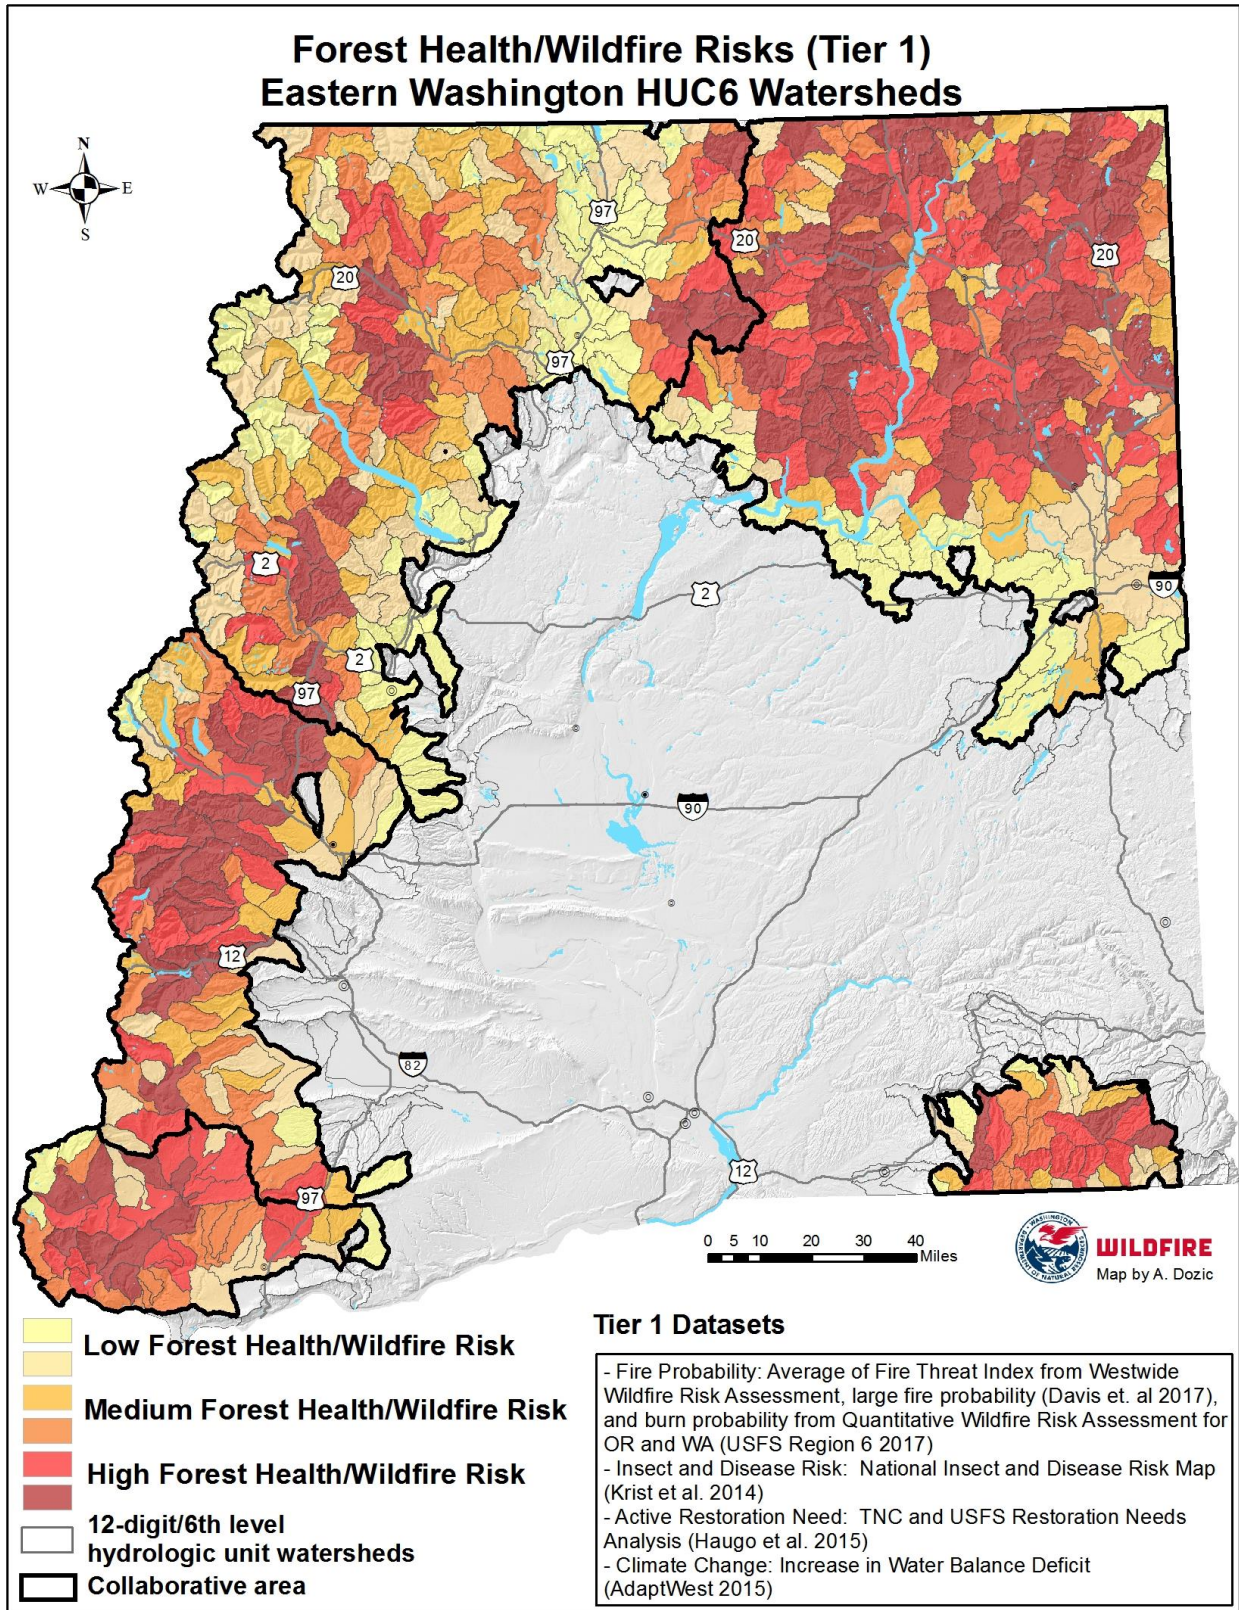 Forest Health/Wildfire Risks (Tier 1)
Eastern Washington HUC6 Watersheds
N
W
E
S
97
20
20
20
97
2
90
2
2
97
90
12
82
97
12
0 5 10 20 30 40
Miles
WASHINGTON
DEPARTMENT OF NATURAL RESOURCES
WILDFIRE
Map by A. Dozic
Low Forest Health/Wildfire Risk
Medium Forest Health/Wildfire Risk
High Forest Health/Wildfire Risk
12-digit/6th level
hydrologic unit watersheds
Collaborative area
Tier 1 Datasets
- Fire Probability: Average of Fire Threat Index from Westwide
Wildfire Risk Assessment, large fire probability (Davis et. al 2017),
and burn probability from Quantitative Wildfire Risk Assessment for
OR and WA (USFS Region 6 2017)
- Insect and Disease Risk: National Insect and Disease Risk Map
(Krist et al. 2014)
- Active Restoration Need: TNC and USFS Restoration Needs
Analysis (Haugo et al. 2015)
- Climate Change: Increase in Water Balance Deficit
(AdaptWest 2015)